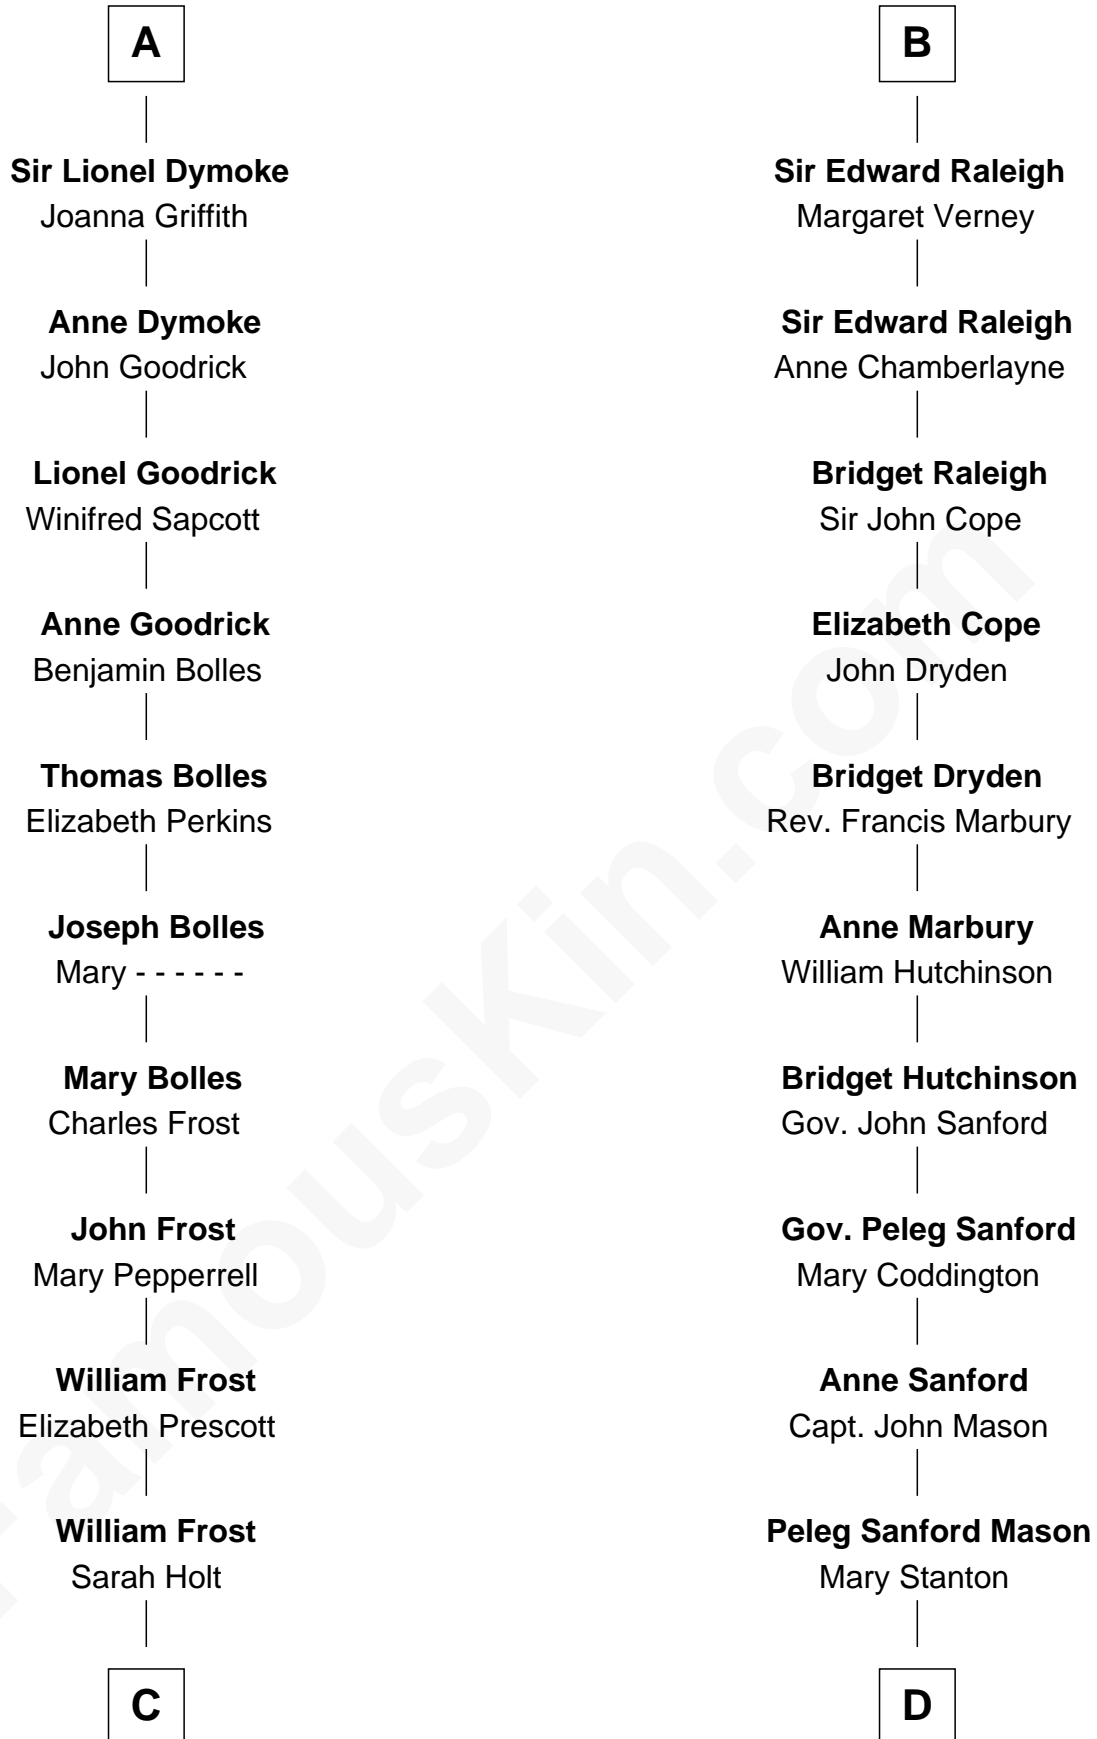 A
Sir Lionel Dymoke
Joanna Griffith
Anne Dymoke
John Goodrick
Lionel Goodrick
Winifred Sapcott
Anne Goodrick
Benjamin Bolles
Thomas Bolles
Elizabeth Perkins
Joseph Bolles
Mary - - - - - -
Mary Bolles
Charles Frost
John Frost
Mary Pepperrell
William Frost
Elizabeth Prescott
William Frost
Sarah Holt
C
B
Sir Edward Raleigh
Margaret Verney
Sir Edward Raleigh
Anne Chamberlayne
Bridget Raleigh
Sir John Cope
Elizabeth Cope
John Dryden
Bridget Dryden
Rev. Francis Marbury
Anne Marbury
William Hutchinson
Bridget Hutchinson
Gov. John Sanford
Gov. Peleg Sanford
Mary Coddington
Anne Sanford
Capt. John Mason
Peleg Sanford Mason
Mary Stanton
D
FamousKin.com